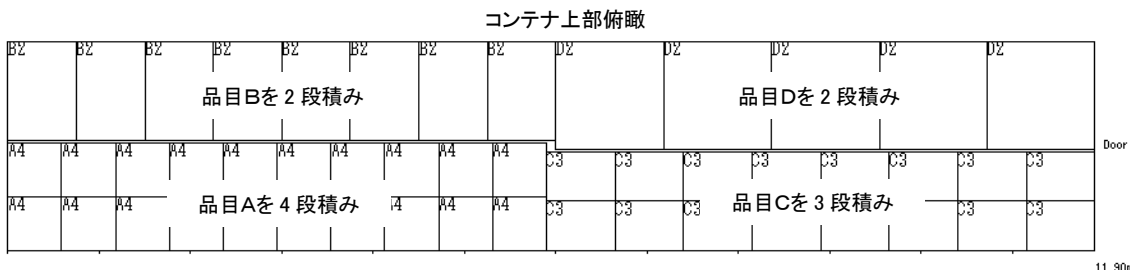 コンテナ上部俯瞰
B2 B2 B2 B2 B2 B2 B2 B2 D2 D2 D2 D2 D2
品目Bを2段積み 品目Dを2段積み
Door
A4 A4 A4 A4 A4 A4 A4 A4 A4 A4 C3 C3 C3 C3 C3 C3 C3 C3
A4 A4 A4 品目Aを4段積み A4 A4 A4 C3 C3 C3 品目Cを3段積み C3 C3